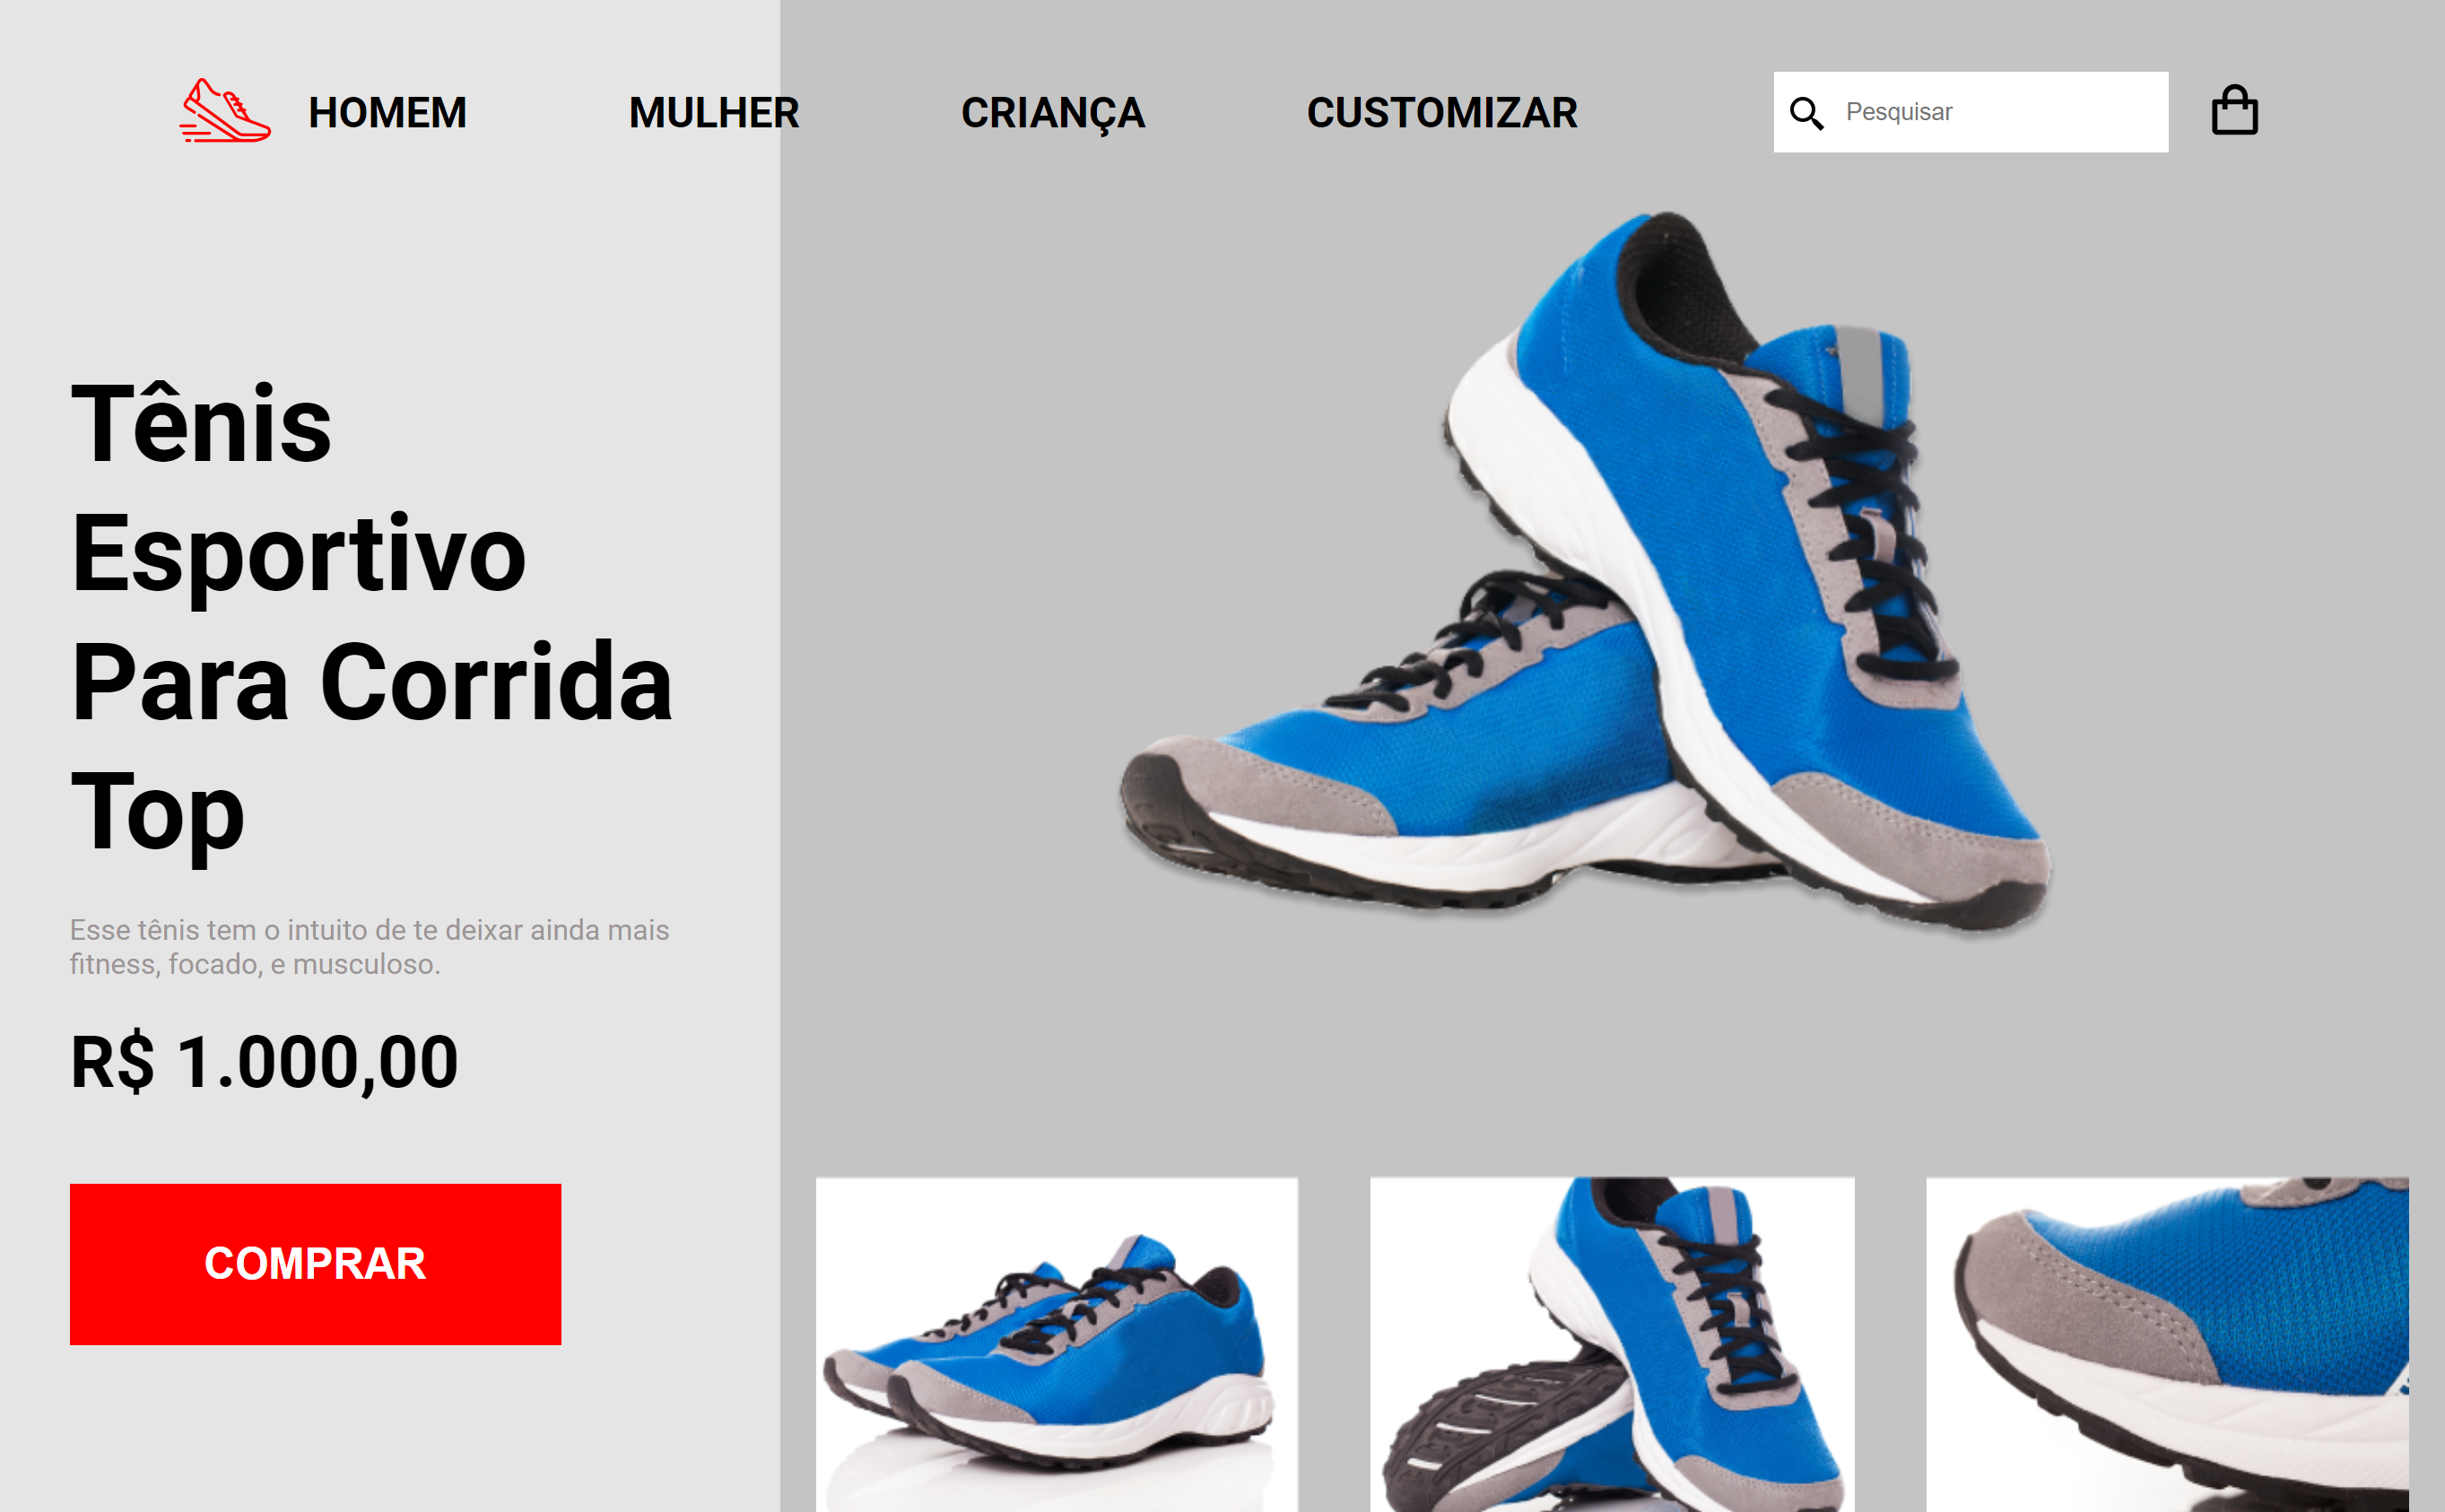 HOMEM MULHER CRIANÇA CUSTOMIZAR Pesquisar
Tênis
Esportivo
Para Corrida
Top
Esse tênis tem o intuito de te deixar ainda mais
fitness, focado, e musculoso.
R$ 1.000,00
COMPRAR